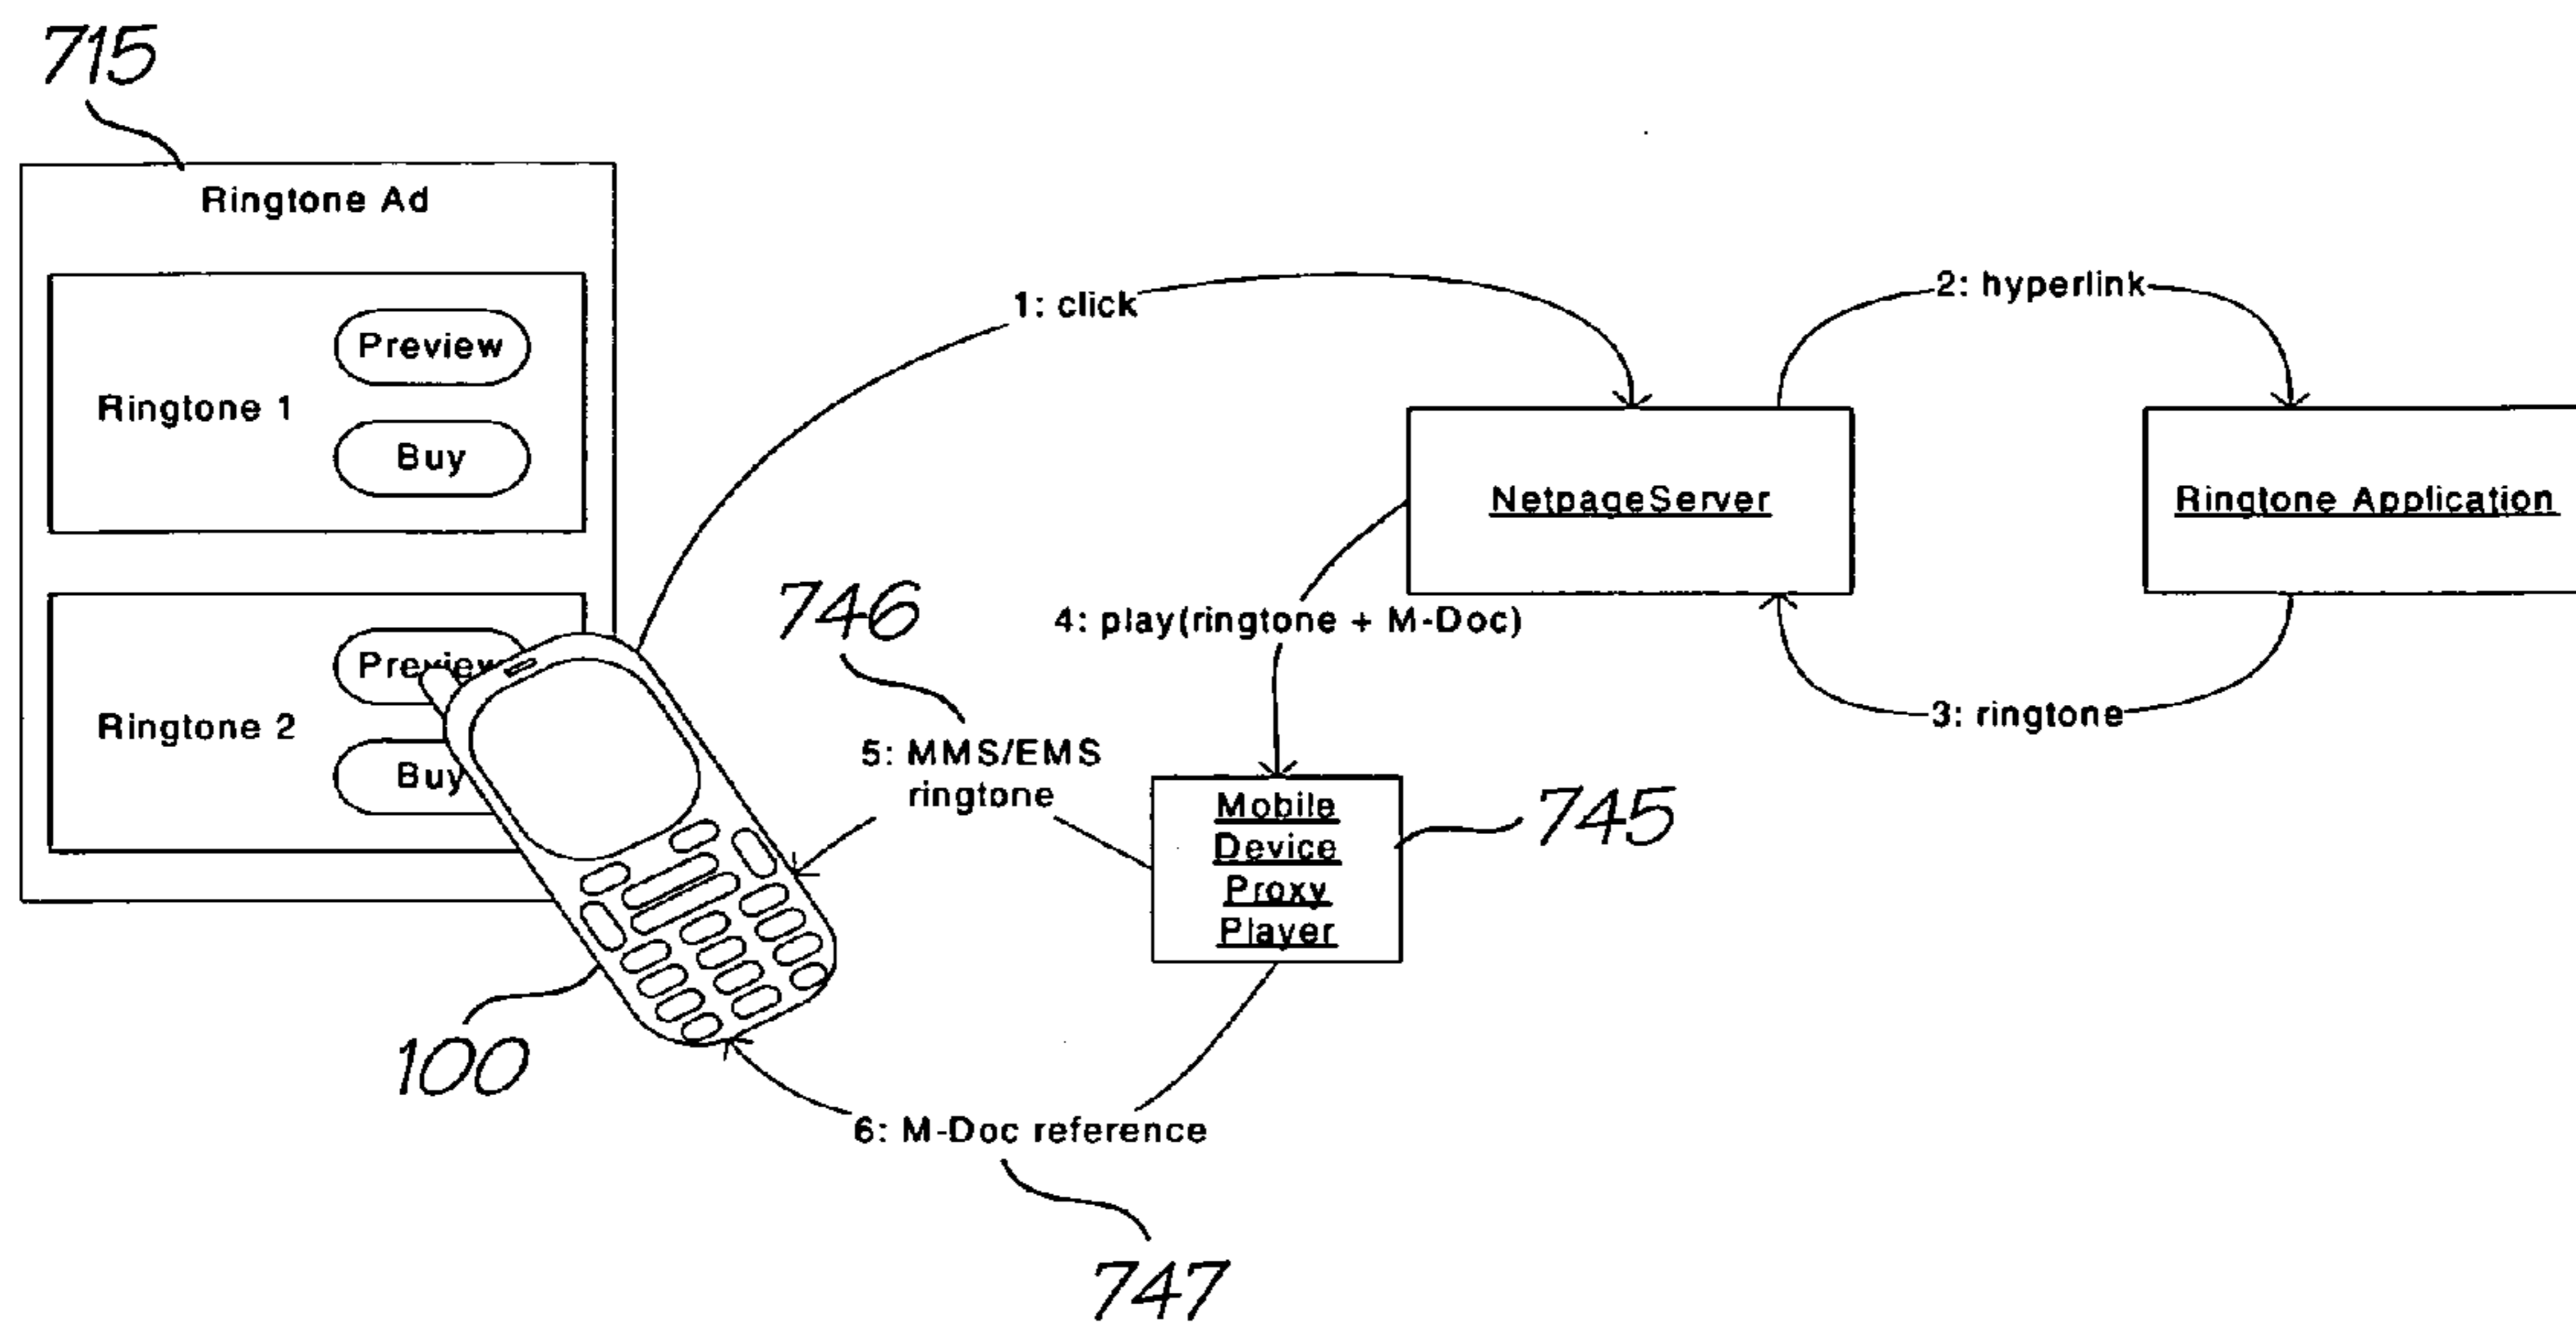 715
Ringtone Ad
Ringtone 1
Preview
Buy
Ringtone 2
Preview
Buy
100
1: click
2: hyperlink
NetpageServer
Ringtone Application
3: ringtone
4: play(ringtone + M-Doc)
746
5: MMS/EMS
ringtone
Mobile
Device
Proxy
Player
745
6: M-Doc reference
747